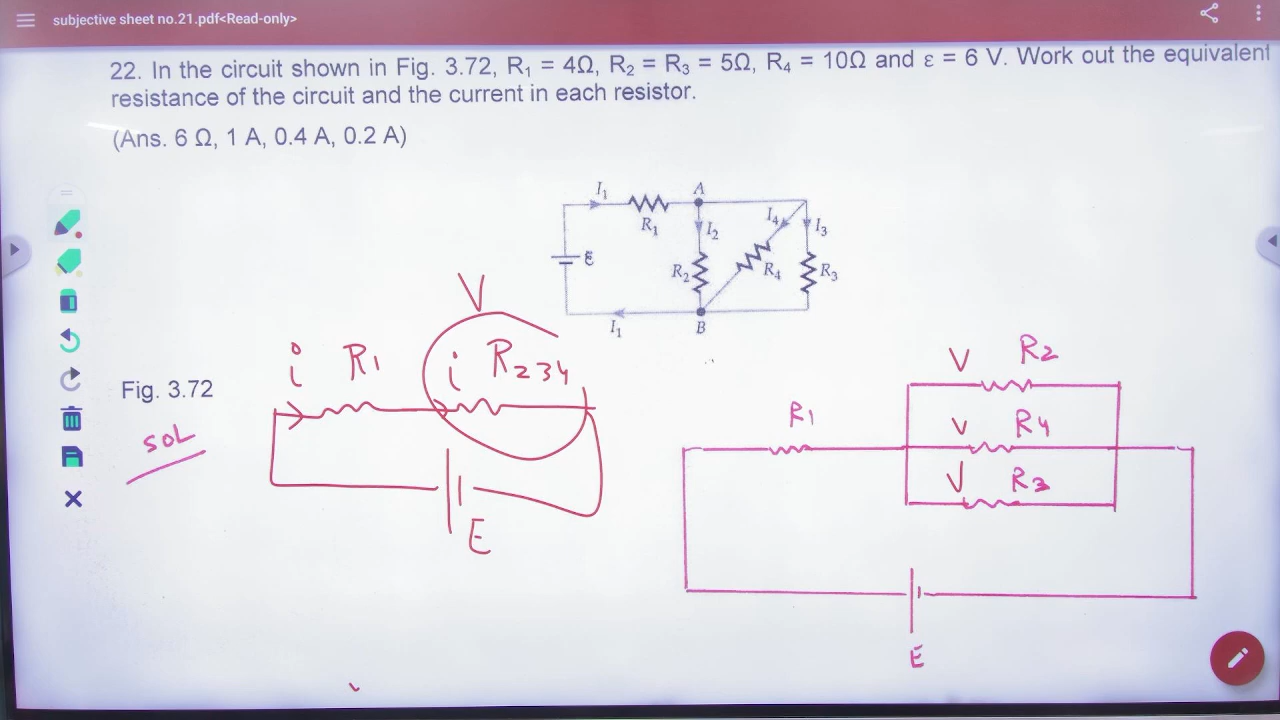 subjective sheet no.21.pdf<Read-only>
22. In the circuit shown in Fig. 3.72, R₁ = 4Ω, R₂ = R₃ = 5Ω, R₄ = 10Ω and ε = 6 V. Work out the equivalent
resistance of the circuit and the current in each resistor.
(Ans. 6 Ω, 1 A, 0.4 A, 0.2 A)
I₁ A
R₁ I₂ I₄ I₃
ε R₂ R₄ R₃
I₁ B
V
i R₁ i R₂₃₄
E
Fig. 3.72
SOL
V R₂
R₁ V R₄
V R₃
E